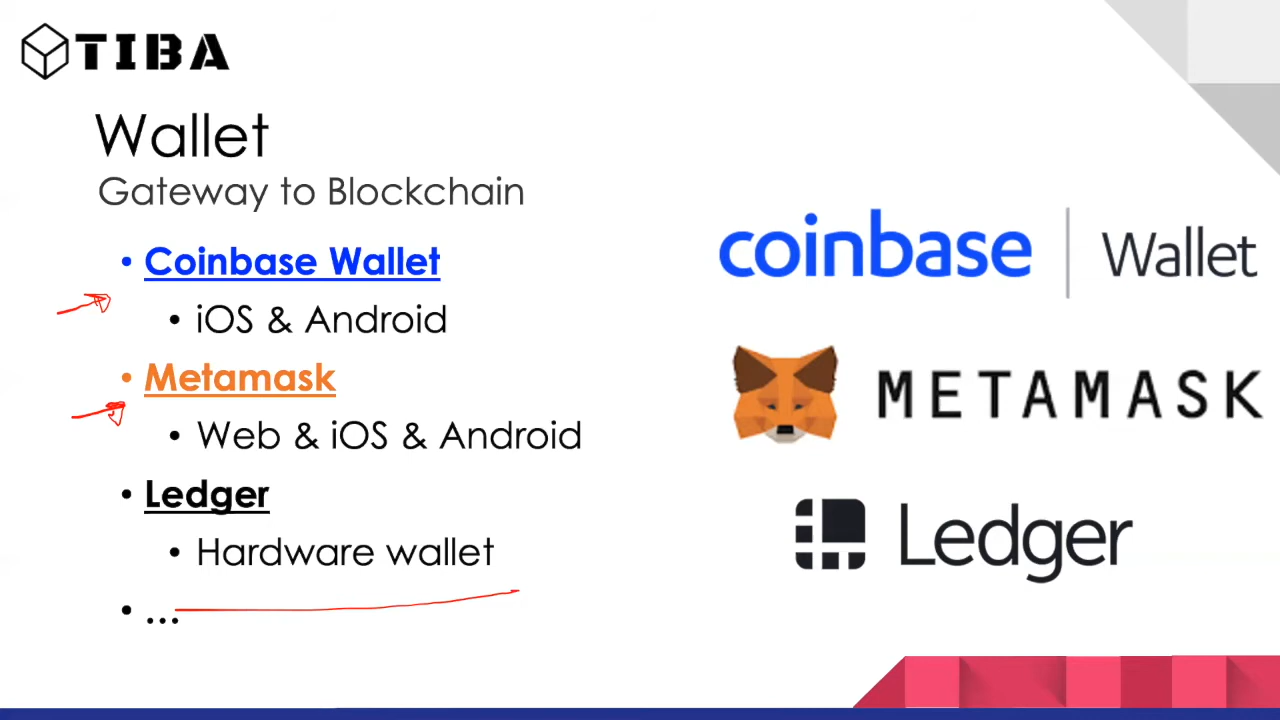 TIBA
Wallet
Gateway to Blockchain
• Coinbase Wallet
• iOS & Android
• Metamask
• Web & iOS & Android
• Ledger
• Hardware wallet
• ...
coinbase | Wallet
METAMASK
Ledger